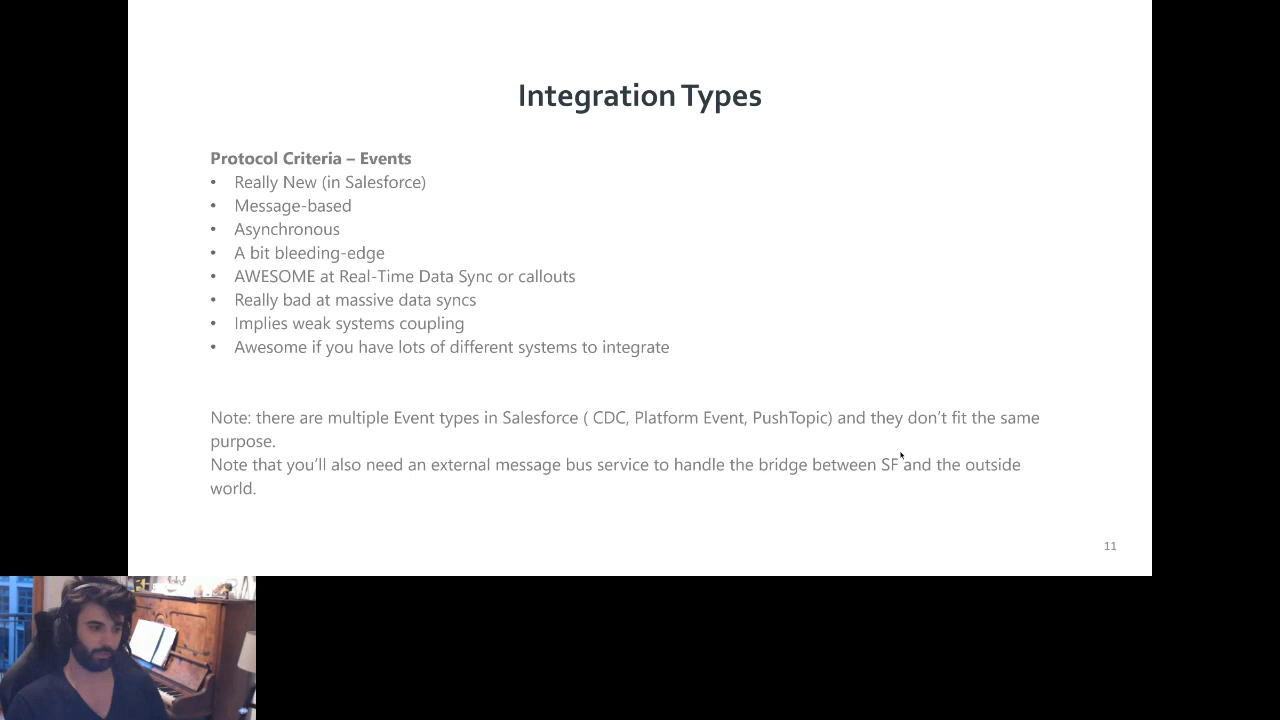 Integration Types
Protocol Criteria – Events
• Really New (in Salesforce)
• Message-based
• Asynchronous
• A bit bleeding-edge
• AWESOME at Real-Time Data Sync or callouts
• Really bad at massive data syncs
• Implies weak systems coupling
• Awesome if you have lots of different systems to integrate
Note: there are multiple Event types in Salesforce ( CDC, Platform Event, PushTopic) and they don’t fit the same
purpose.
Note that you’ll also need an external message bus service to handle the bridge between SF and the outside
world.
11